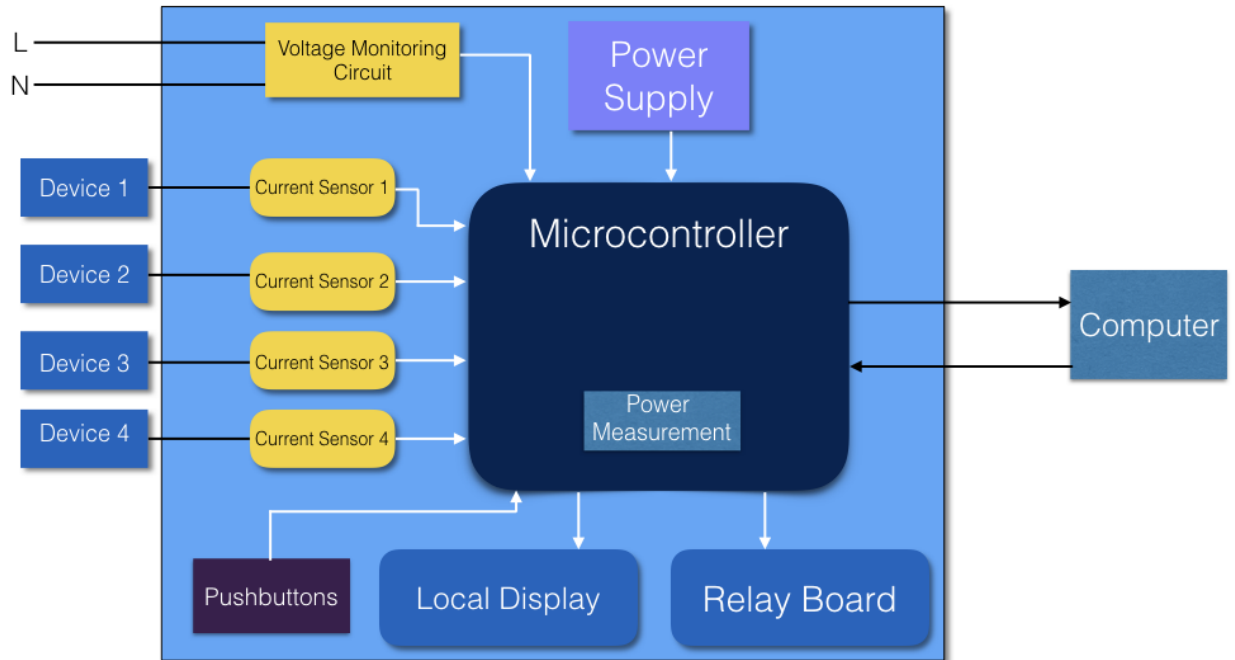 L
N
Voltage Monitoring
Circuit
Power
Supply
Device 1
Current Sensor 1
Microcontroller
Device 2
Current Sensor 2
Computer
Device 3
Current Sensor 3
Power
Measurement
Device 4
Current Sensor 4
Pushbuttons
Local Display
Relay Board